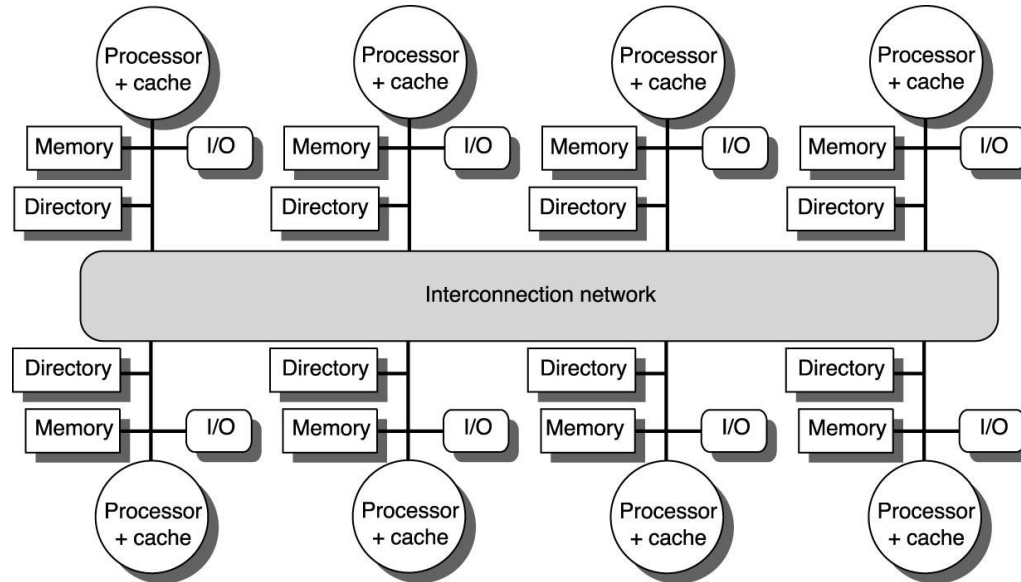 Processor
+ cache
Processor
+ cache
Processor
+ cache
Processor
+ cache
Memory
I/O
Memory
I/O
Memory
I/O
Memory
I/O
Directory
Directory
Directory
Directory
Interconnection network
Directory
Directory
Directory
Directory
Memory
I/O
Memory
I/O
Memory
I/O
Memory
I/O
Processor
+ cache
Processor
+ cache
Processor
+ cache
Processor
+ cache